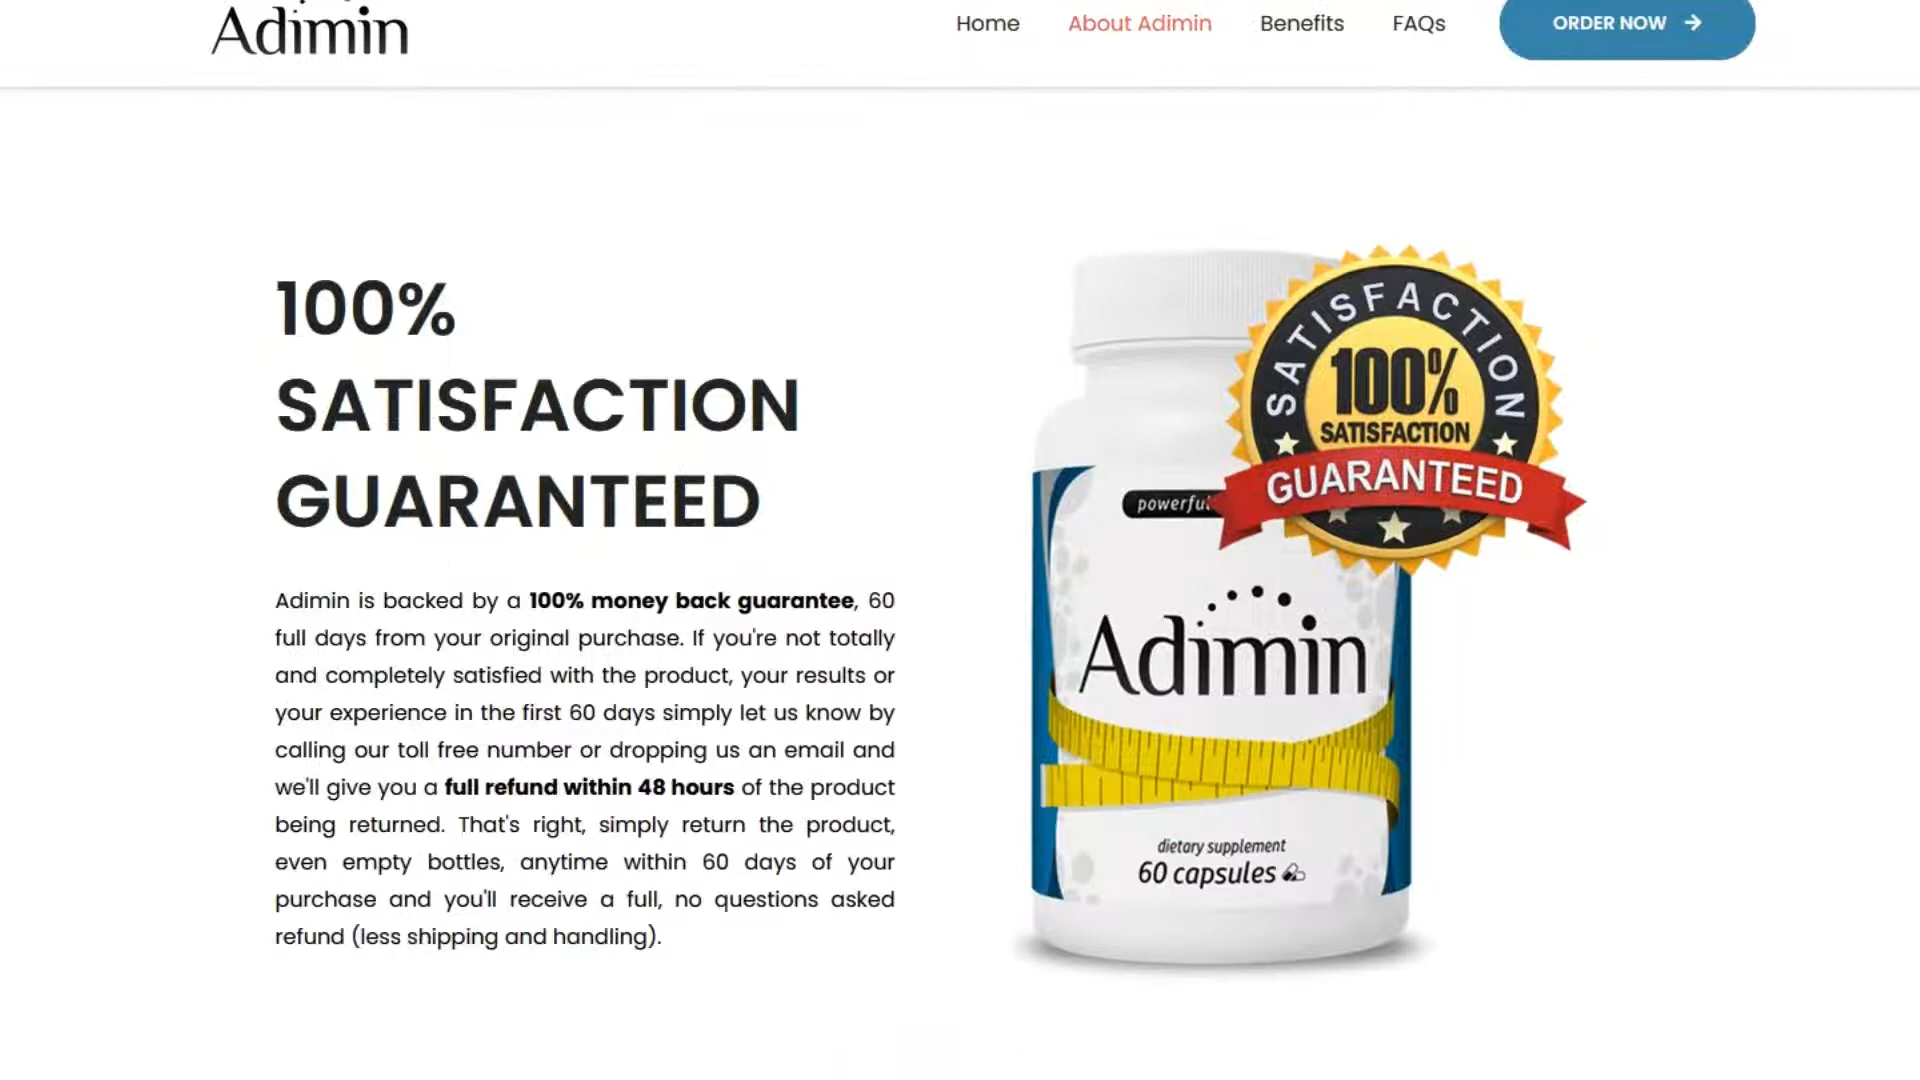 Adimin
Home
About Adimin
Benefits
FAQs
ORDER NOW
100%
SATISFACTION
GUARANTEED
Adimin is backed by a 100% money back guarantee, 60
full days from your original purchase. If you're not totally
and completely satisfied with the product, your results or
your experience in the first 60 days simply let us know by
calling our toll free number or dropping us an email and
we'll give you a full refund within 48 hours of the product
being returned. That's right, simply return the product,
even empty bottles, anytime within 60 days of your
purchase and you'll receive a full, no questions asked
refund (less shipping and handling).
SATISFACTION
100%
SATISFACTION
GUARANTEED
powerful
Adimin
dietary supplement
60 capsules